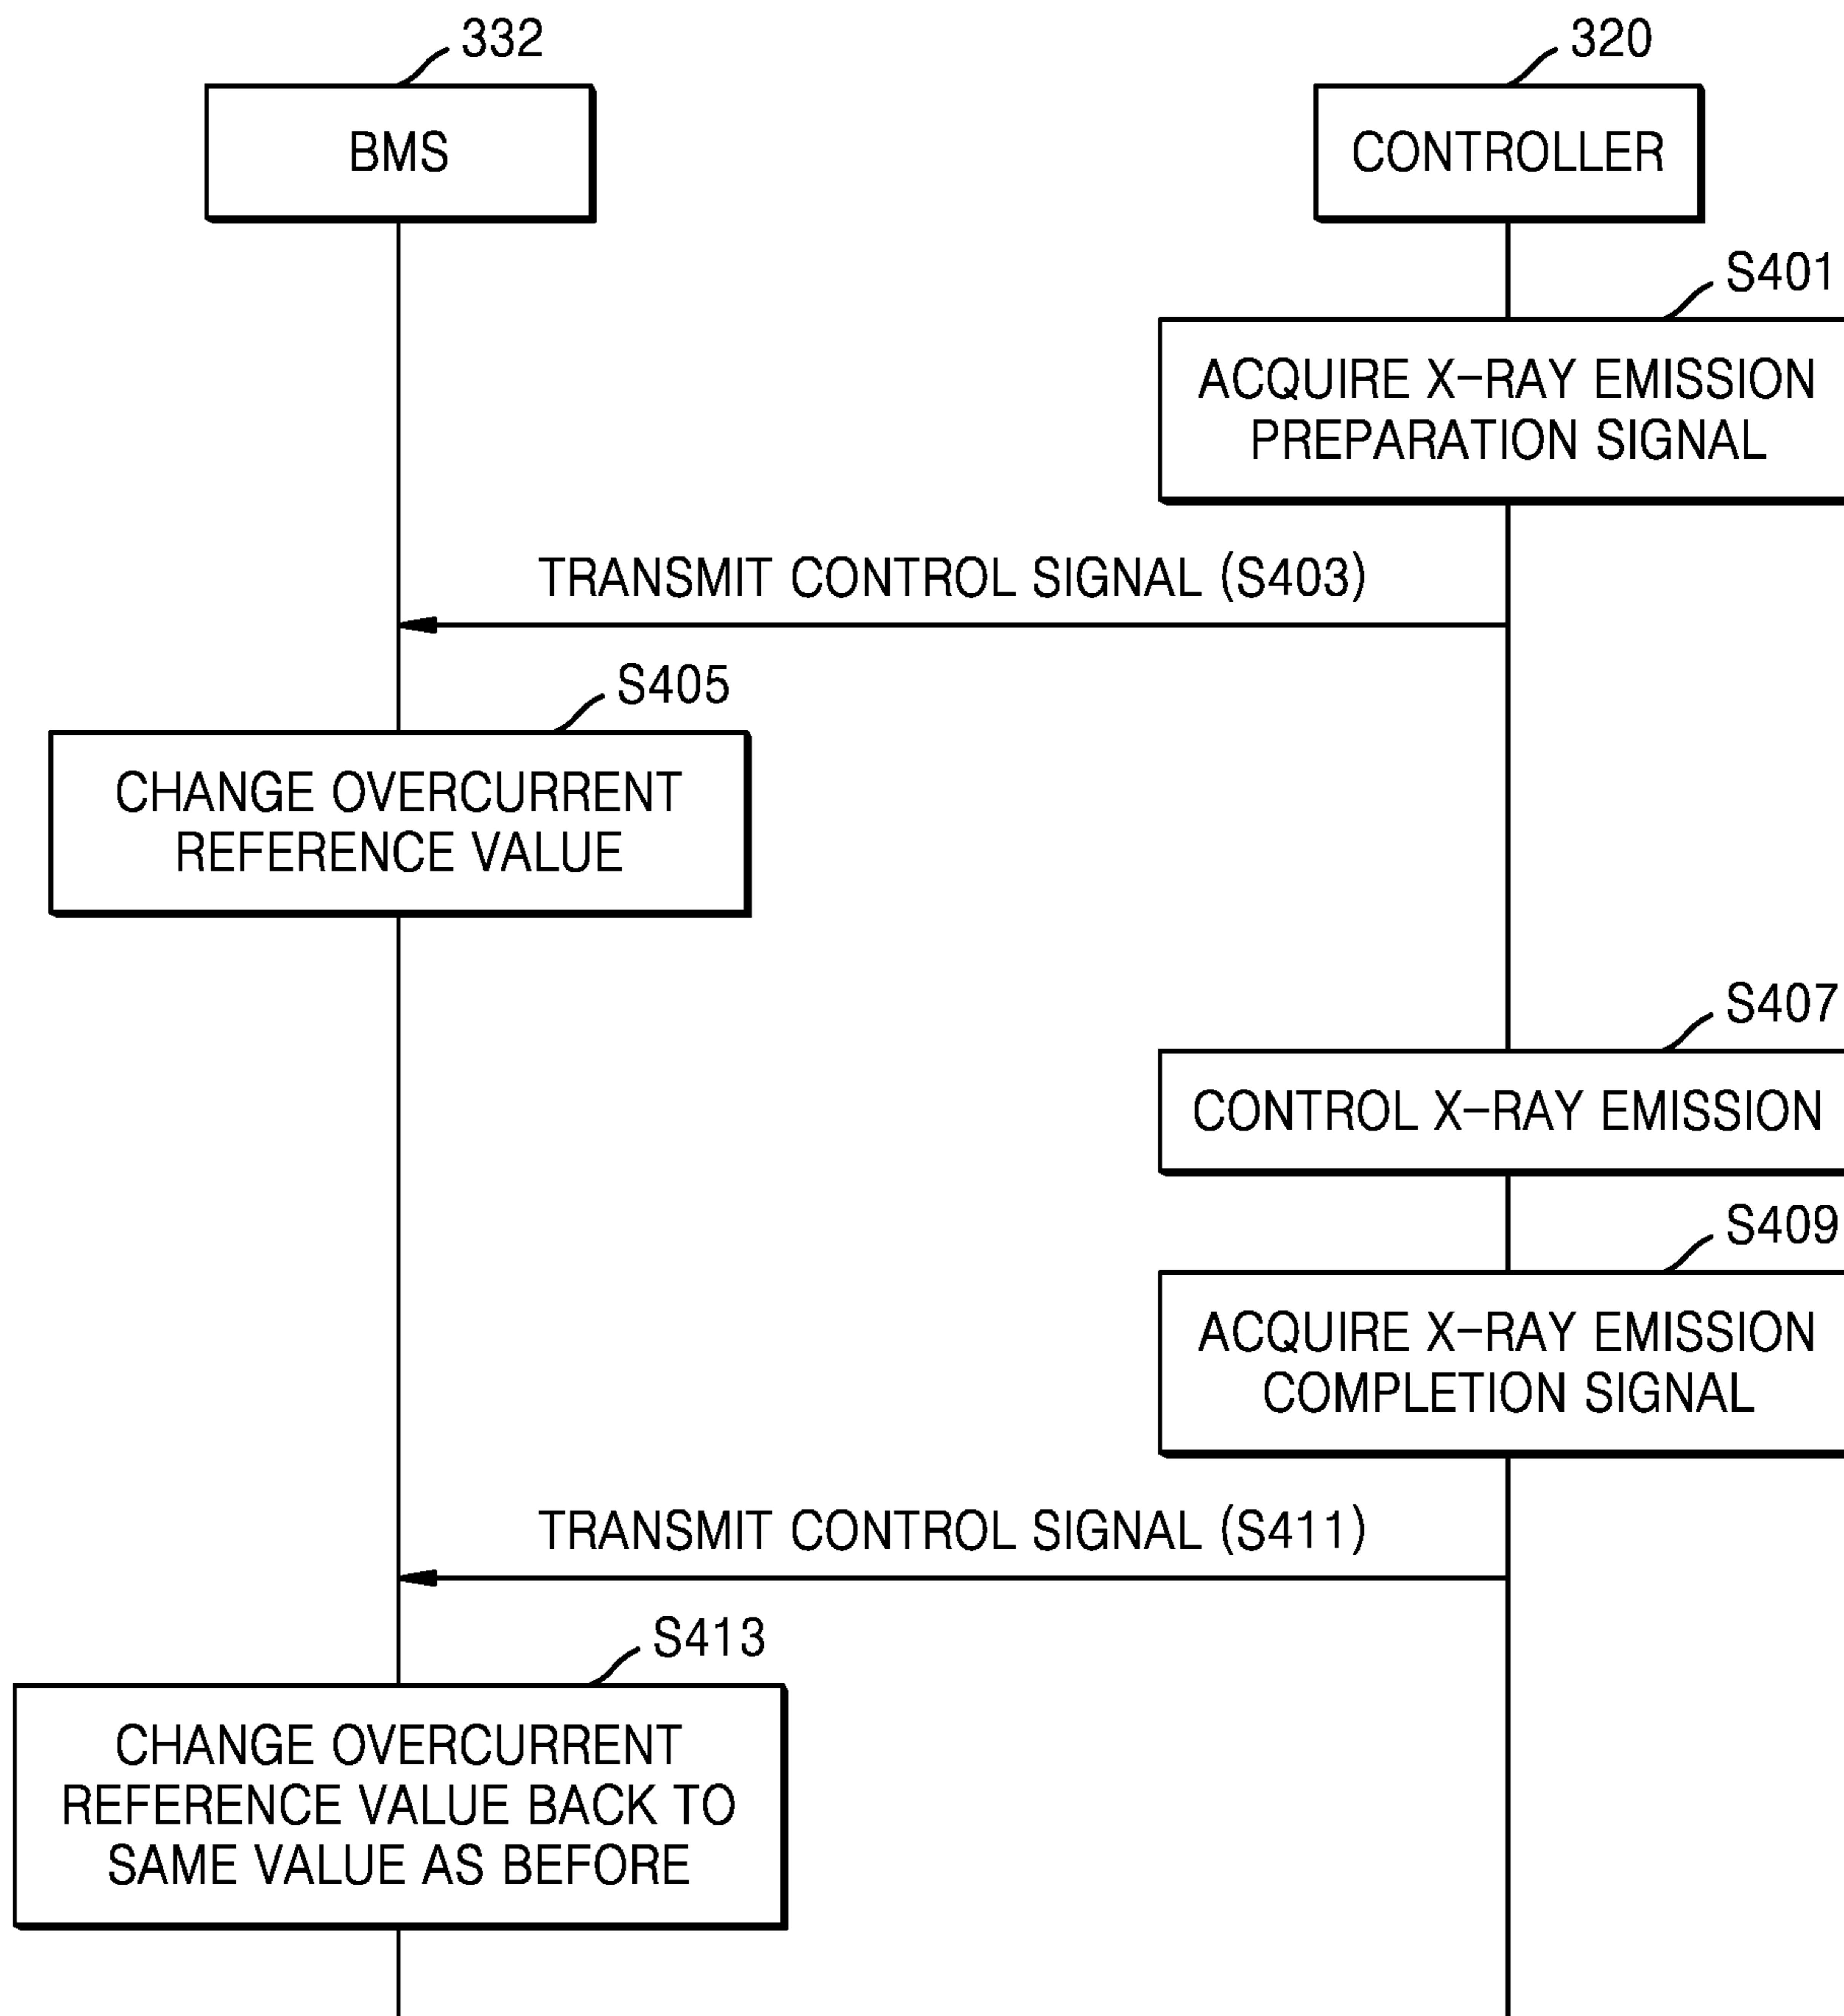 332
320
BMS
CONTROLLER
S401
ACQUIRE X-RAY EMISSION
PREPARATION SIGNAL
TRANSMIT CONTROL SIGNAL (S403)
S405
CHANGE OVERCURRENT
REFERENCE VALUE
S407
CONTROL X-RAY EMISSION
S409
ACQUIRE X-RAY EMISSION
COMPLETION SIGNAL
TRANSMIT CONTROL SIGNAL (S411)
S413
CHANGE OVERCURRENT
REFERENCE VALUE BACK TO
SAME VALUE AS BEFORE